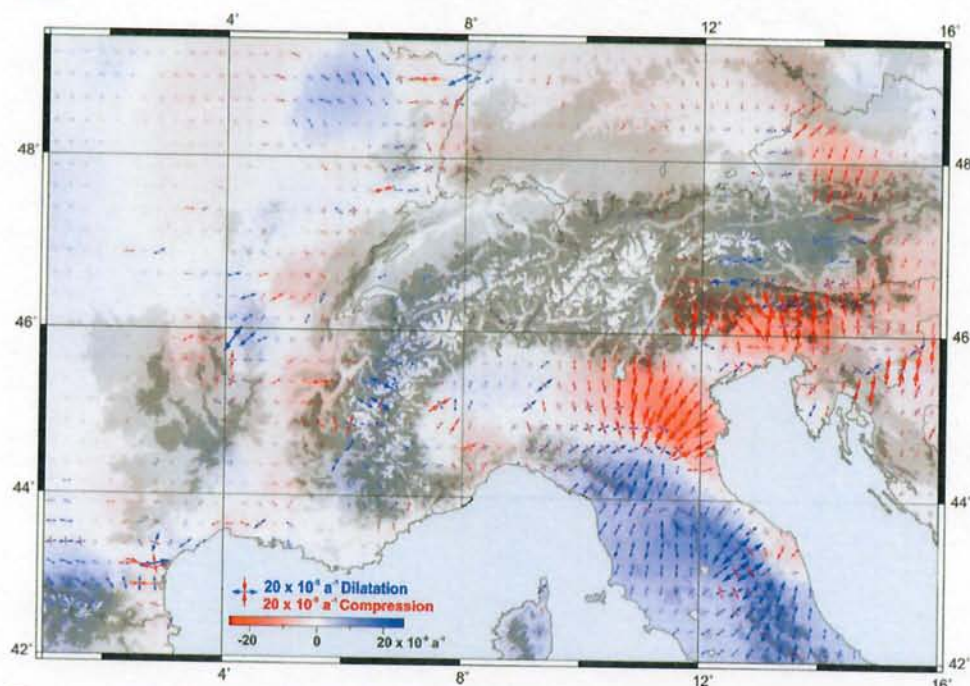 4° 8° 12° 16°
48° 48°
46° 46°
44° 44°
20 x 10⁻⁹ a⁻¹ Dilatation
20 x 10⁻⁹ a⁻¹ Compression
-20 0 20 x 10⁻⁹ a⁻¹
42° 42°
4° 8° 12° 16°